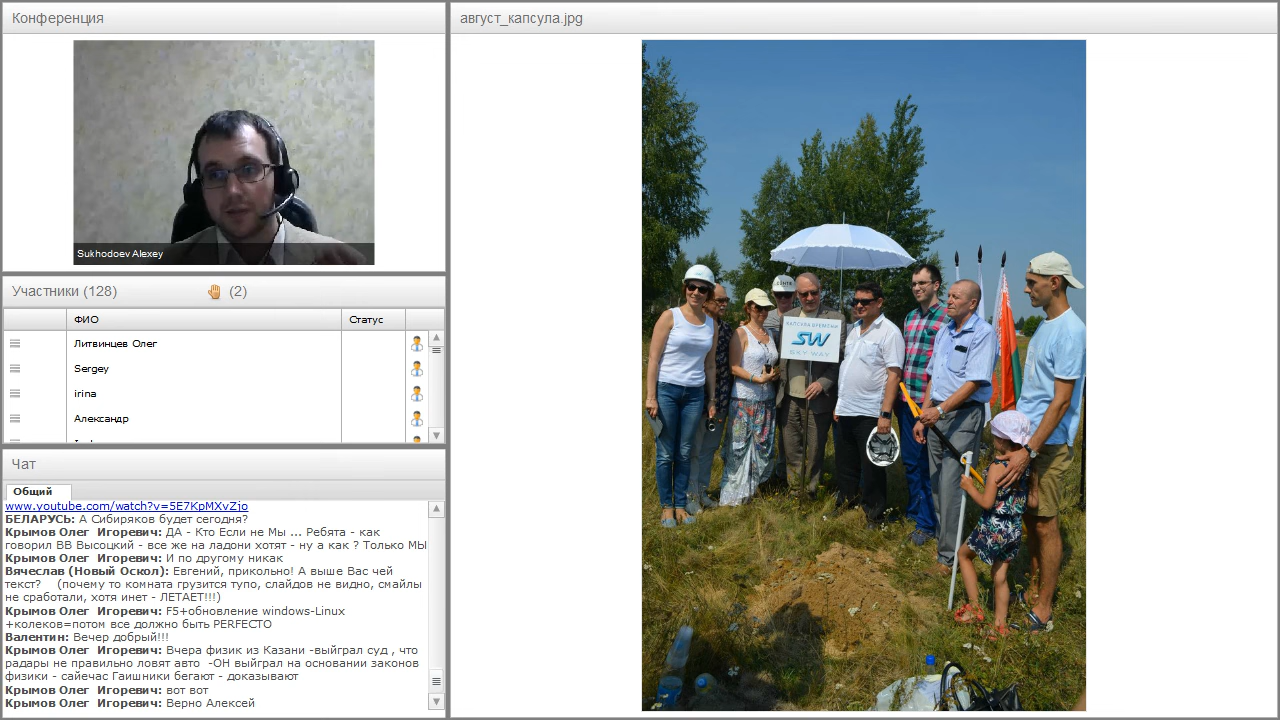 Конференция
Sukhodoev Alexey
Участники (128)
(2)
ФИО
Статус
Литвинов Олег
Sergey
irina
Александр
Чат
Общий
www.youtube.com/watch?v=5E7KpMXvZjo
БЕЛАРУСЬ: А Сибиряков будет сегодня?
Крымов Олег Игоревич: ДА - Кто Если не Мы ... Ребята - как
говорил ВВ Высоцкий - все же на ладони хотят - ну а как ? Только МЫ
Крымов Олег Игоревич: И по другому никак
Вячеслав (Новый Оскол): Евгений, прикольно! А выше Вас чей
текст? (почему то комната грузится тупо, слайдов не видно, смайлы
не сработали, хотя инет - ЛЕТАЕТ!!!)
Крымов Олег Игоревич: F5+обновление windows-Linux
+колеков=потом все должно быть PERFECTO
Валентин: Вечер добрый!!!
Крымов Олег Игоревич: Вчера физик из Казани -выйграл суд , что
радары не правильно ловят авто -ОН выйграл на основании законов
физики - сайечас Гаишники бегают - доказывают
Крымов Олег Игоревич: вот вот
Крымов Олег Игоревич: Верно Алексей
август_капсула.jpg
КАПСУЛА ВРЕМЕНИ
SW
SKY WAY